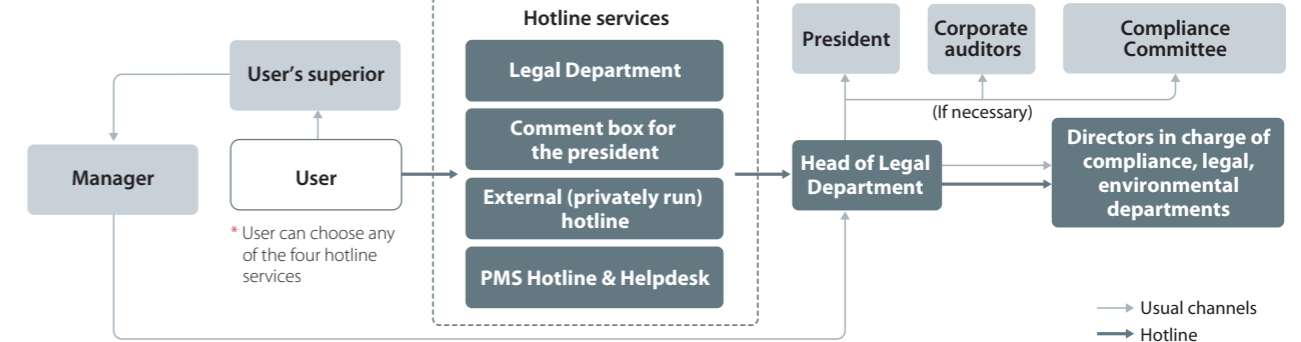 Hotline services
Legal Department
Comment box for
the president
External (privately run)
hotline
PMS Hotline & Helpdesk
User's superior
Manager
User
* User can choose any
of the four hotline
services
President
Corporate
auditors
Compliance
Committee
(If necessary)
Head of Legal
Department
Directors in charge of
compliance, legal,
environmental
departments
Usual channels
Hotline